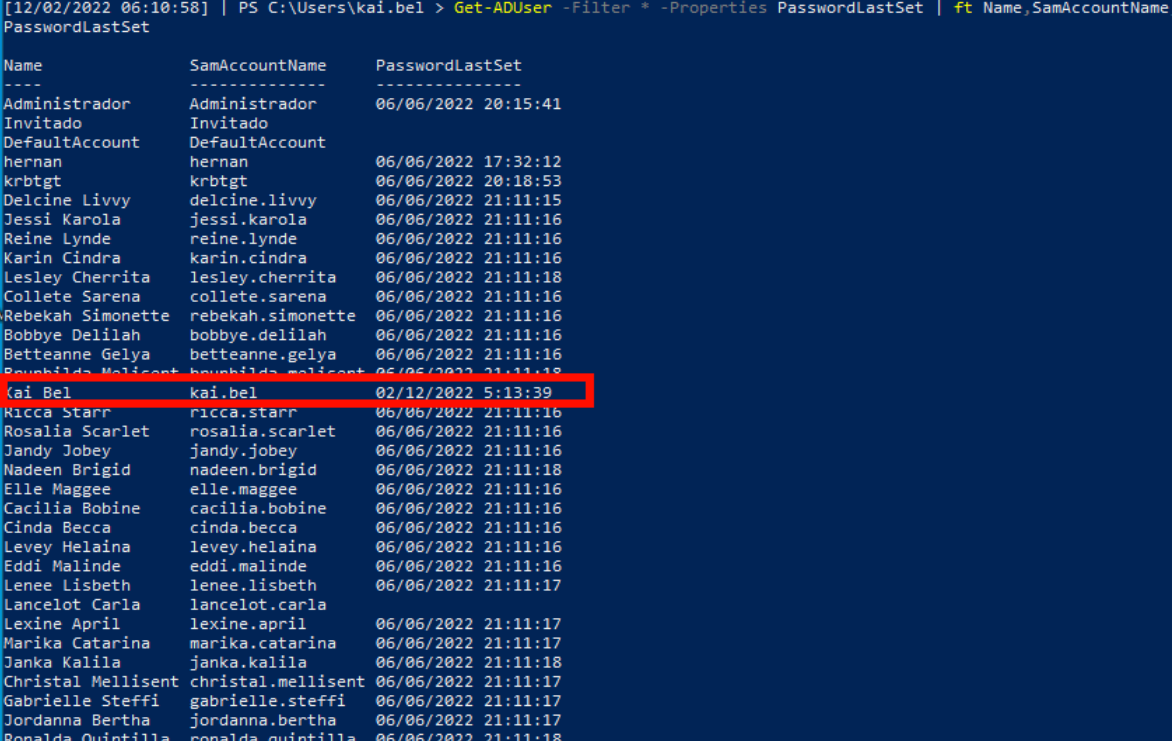 [12/02/2022 06:10:58] | PS C:\Users\kai.bel > Get-ADUser -Filter * -Properties PasswordLastSet | ft Name,SamAccountName
PasswordLastSet
Name SamAccountName PasswordLastSet
---- -------------- ---------------
Administrador Administrador 06/06/2022 20:15:41
Invitado Invitado
DefaultAccount DefaultAccount
hernan hernan 06/06/2022 17:32:12
krbtgt krbtgt 06/06/2022 20:18:53
Delcine Livvy delcine.livvy 06/06/2022 21:11:15
Jessi Karola jessi.karola 06/06/2022 21:11:16
Reine Lynde reine.lynde 06/06/2022 21:11:16
Karin Cindra karin.cindra 06/06/2022 21:11:16
Lesley Cherrita lesley.cherrita 06/06/2022 21:11:18
Collete Sarena collete.sarena 06/06/2022 21:11:16
Rebekah Simonette rebekah.simonette 06/06/2022 21:11:16
Bobbye Delilah bobbye.delilah 06/06/2022 21:11:16
Betteanne Gelya betteanne.gelya 06/06/2022 21:11:16
Brunhilda Melisent brunhilda.melisent 06/06/2022 21:11:18
Kai Bel kai.bel 02/12/2022 5:13:39
Ricca Starr ricca.starr 06/06/2022 21:11:16
Rosalia Scarlet rosalia.scarlet 06/06/2022 21:11:16
Jandy Jobey jandy.jobey 06/06/2022 21:11:16
Nadeen Brigid nadeen.brigid 06/06/2022 21:11:18
Elle Maggee elle.maggee 06/06/2022 21:11:16
Cacilia Bobine cacilia.bobine 06/06/2022 21:11:16
Cinda Becca cinda.becca 06/06/2022 21:11:16
Levey Helaina levey.helaina 06/06/2022 21:11:16
Eddi Malinde eddi.malinde 06/06/2022 21:11:16
Lenee Lisbeth lenee.lisbeth 06/06/2022 21:11:17
Lancelot Carla lancelot.carla
Lexine April lexine.april 06/06/2022 21:11:17
Marika Catarina marika.catarina 06/06/2022 21:11:17
Janka Kalila janka.kalila 06/06/2022 21:11:18
Christal Mellisent christal.mellisent 06/06/2022 21:11:17
Gabrielle Steffi gabrielle.steffi 06/06/2022 21:11:17
Jordanna Bertha jordanna.bertha 06/06/2022 21:11:17
Ronalda Quintilla ronalda.quintilla 06/06/2022 21:11:18